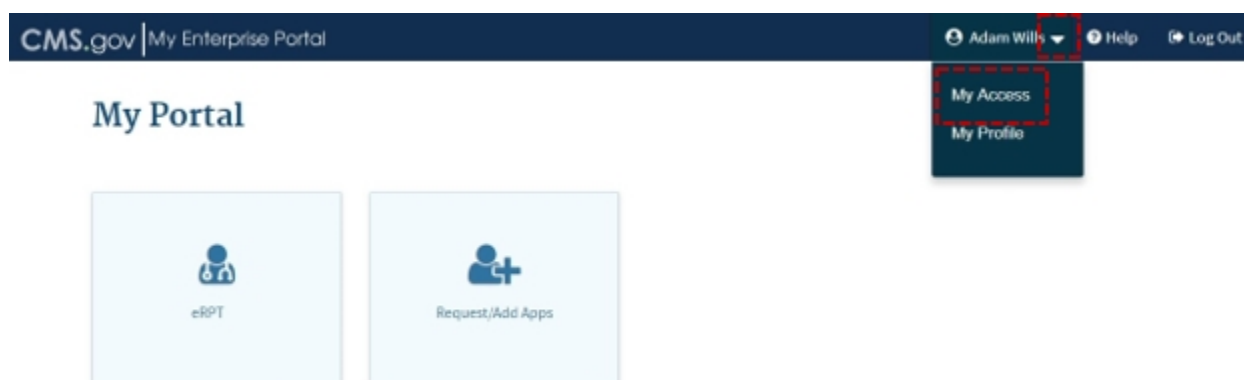 CMS.gov | My Enterprise Portal Adam Wills Help Log Out
My Access
My Portal
My Profile
eRPT Request/Add Apps